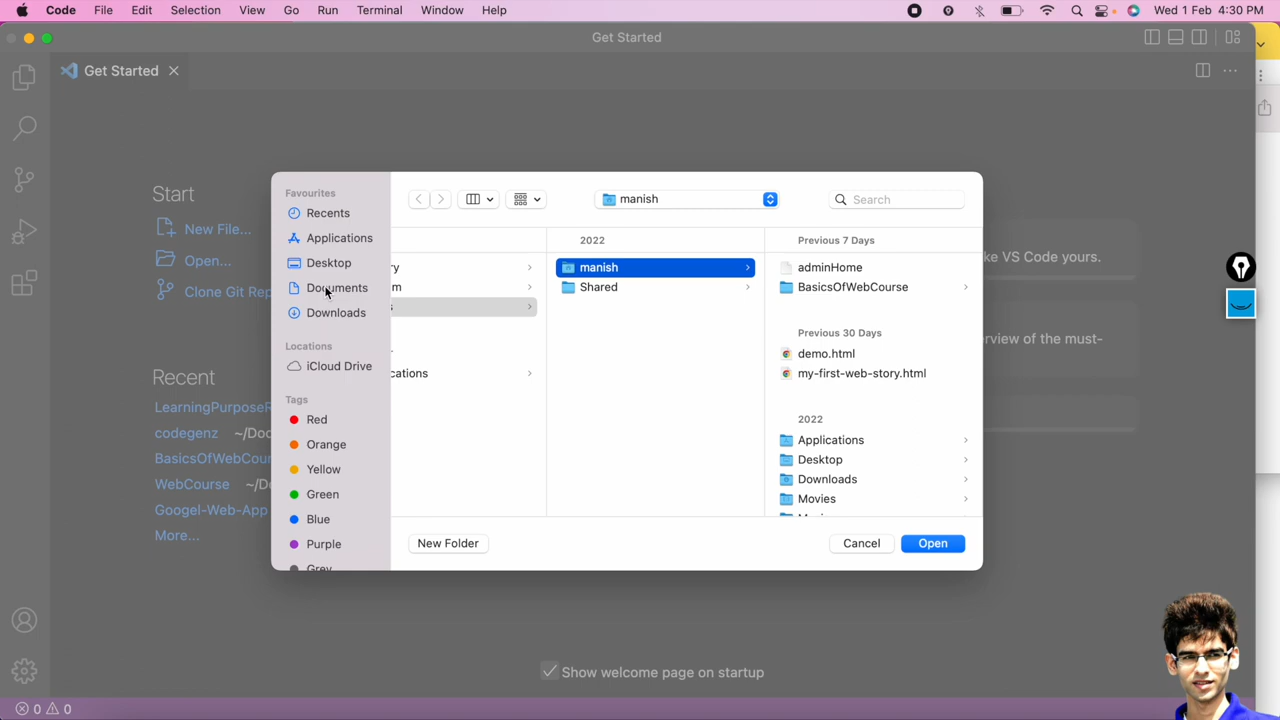 Code File Edit Selection View Go Run Terminal Window Help Wed 1 Feb 4:30 PM
Get Started
Get Started
Start
New File...
Open...
Clone Git Rep
Recent
LearningPurposeR
codegenz ~/Doc
BasicsOfWebCour
WebCourse ~/Do
Googel-Web-App
More...
Favourites
Recents
Applications
Desktop
Documents
Downloads
Locations
iCloud Drive
Tags
Red
Orange
Yellow
Green
Blue
Purple
Grey
manish
Search
ry
m
s
cations
2022
manish
Shared
Previous 7 Days
adminHome
BasicsOfWebCourse
Previous 30 Days
demo.html
my-first-web-story.html
2022
Applications
Desktop
Downloads
Movies
New Folder
Cancel
Open
ke VS Code yours.
rview of the must-
Show welcome page on startup
0 0